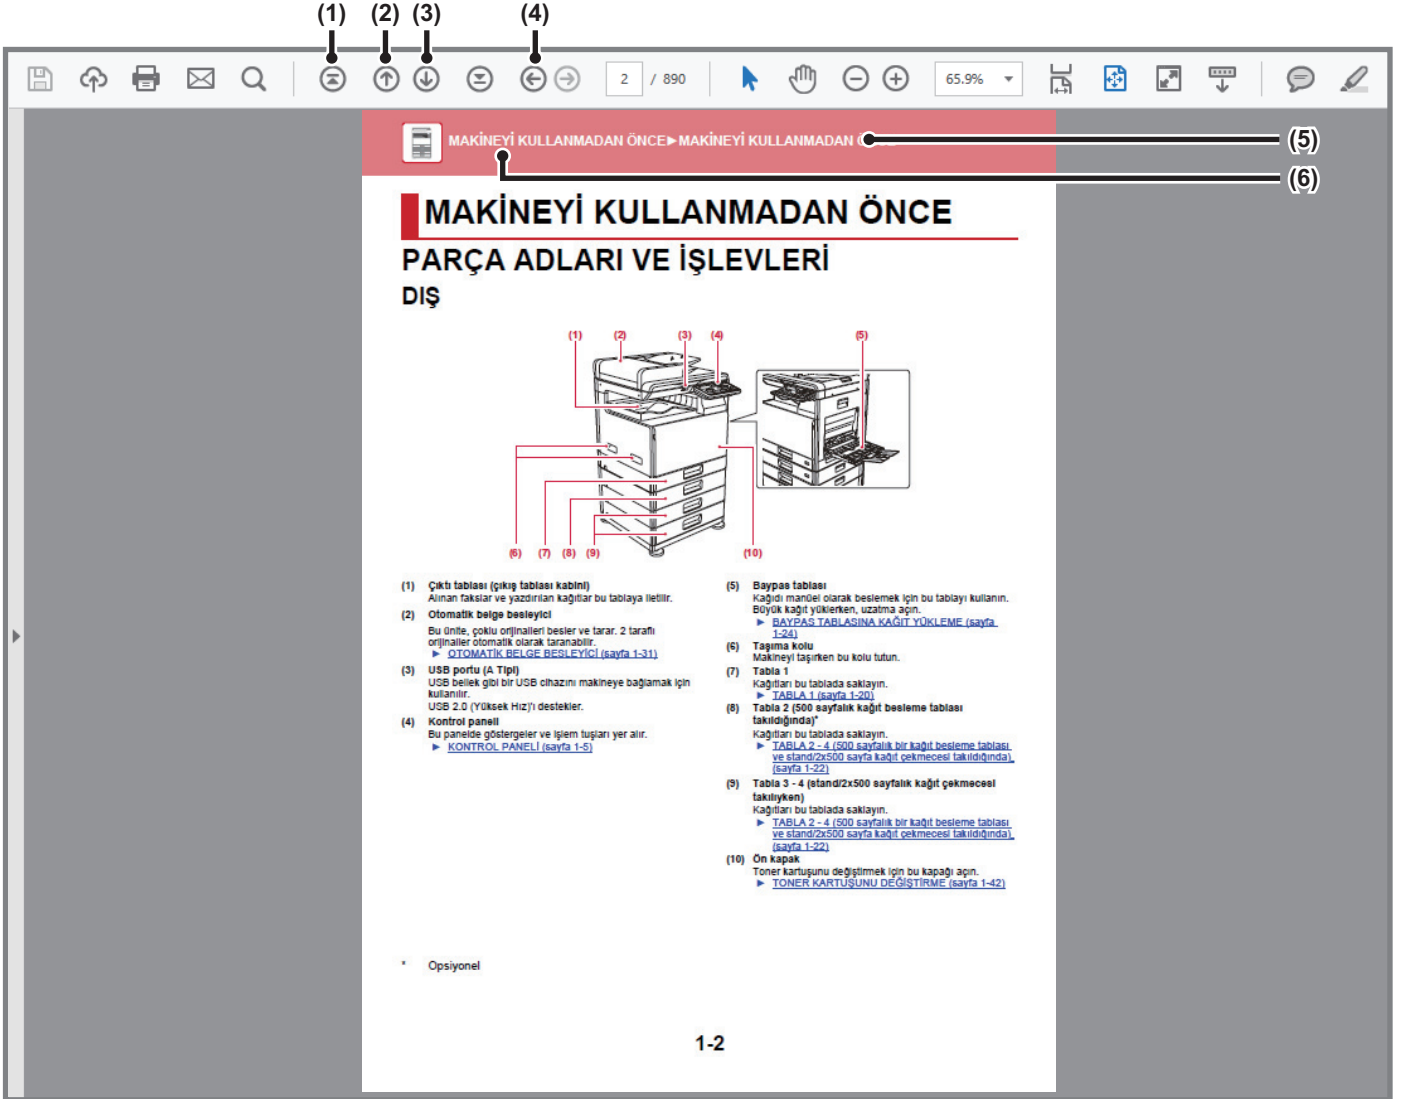 (1) (2) (3) (4)
2 / 890 65.9%
MAKİNEYİ KULLANMADAN ÖNCE►MAKİNEYİ KULLANMADAN
(5)
(6)
MAKİNEYİ KULLANMADAN ÖNCE
PARÇA ADLARI VE İŞLEVLERİ
DIŞ
(1) (2) (3) (4) (5)
(6) (7) (8) (9) (10)
(1) Çıktı tablası (çıkış tablası kabini)
Alınan fakslar ve yazdırılan kağıtlar bu tablaya iletilir.
(2) Otomatik belge besleyici
Bu ünite, çoklu orijinalleri besler ve tarar. 2 taraflı
orijinaller otomatik olarak taranabilir.
► OTOMATİK BELGE BESLEYİCİ (sayfa 1-31)
(3) USB portu (A Tipi)
USB bellek gibi bir USB cihazını makineye bağlamak için
kullanılır.
USB 2.0 (Yüksek Hız)'ı destekler.
(4) Kontrol paneli
Bu panelde göstergeler ve işlem tuşları yer alır.
► KONTROL PANELİ (sayfa 1-5)
(5) Baypas tablası
Kağıdı manüel olarak beslemek için bu tablayı kullanın.
Büyük kağıt yüklerken, uzatma açın.
► BAYPAS TABLASINA KAĞIT YÜKLEME (sayfa
1-24)
(6) Taşıma kolu
Makineyi taşırken bu kolu tutun.
(7) Tabla 1
Kağıtları bu tablada saklayın.
► TABLA 1 (sayfa 1-20)
(8) Tabla 2 (500 sayfalık kağıt besleme tablası
takıldığında)*
Kağıtları bu tablada saklayın.
► TABLA 2 - 4 (500 sayfalık bir kağıt besleme tablası
ve stand/2x500 sayfa kağıt çekmecesi takıldığında)
(sayfa 1-22)
(9) Tabla 3 - 4 (stand/2x500 sayfalık kağıt çekmecesi
takılıyken)
Kağıtları bu tablada saklayın.
► TABLA 2 - 4 (500 sayfalık bir kağıt besleme tablası
ve stand/2x500 sayfa kağıt çekmecesi takıldığında)
(sayfa 1-22)
(10) Ön kapak
Toner kartuşunu değiştirmek için bu kapağı açın.
► TONER KARTUŞUNU DEĞİŞTİRME (sayfa 1-42)
* Opsiyonel
1-2